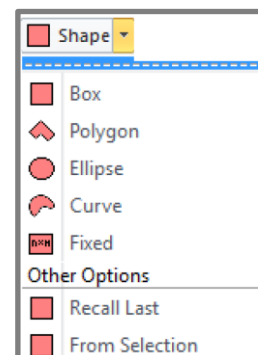 Shape
Box
Polygon
Ellipse
Curve
n×m Fixed
Other Options
Recall Last
From Selection